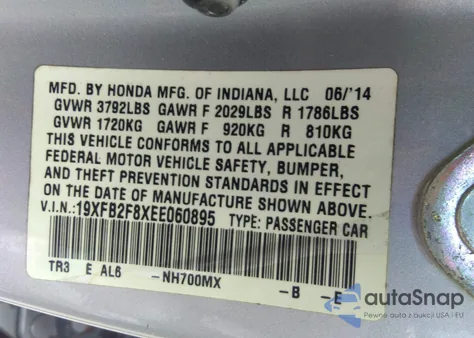 MFD. BY HONDA MFG. OF INDIANA, LLC 06/'14
GVWR 3792LBS GAWR F 2029LBS R 1786LBS
GVWR 1720KG GAWR F 920KG R 810KG
THIS VEHICLE CONFORMS TO ALL APPLICABLE
FEDERAL MOTOR VEHICLE SAFETY, BUMPER,
AND THEFT PREVENTION STANDARDS IN EFFECT
ON THE DATE OF MANUFACTURE SHOWN ABOVE.
V.I.N.:19XFB2F8XEE060895 TYPE: PASSENGER CAR
TR3 E AL6 -NH700MX -B -E
autoSnap
Pewne auta z aukcji USA i EU